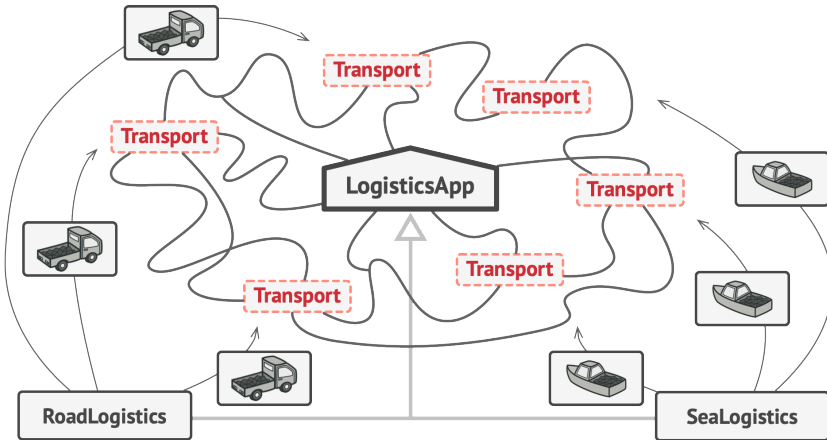 Transport
Transport
Transport
LogisticsApp
Transport
Transport
Transport
RoadLogistics
SeaLogistics